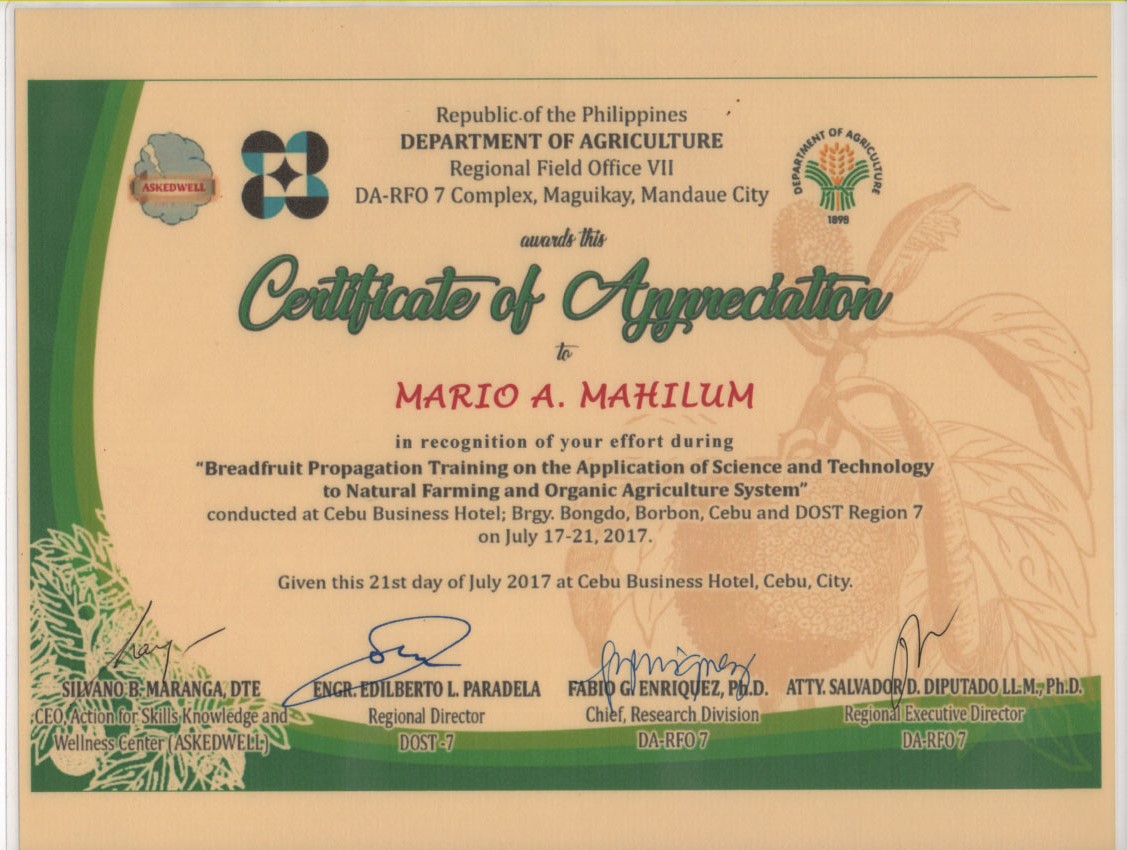 Republic of the Philippines
DEPARTMENT OF AGRICULTURE
Regional Field Office VII
DA-RFO 7 Complex, Maguikay, Mandaue City
ASKEDWELL
DEPARTMENT OF AGRICULTURE
1898
awards this
Certificate of Appreciation
to
MARIO A. MAHILUM
in recognition of your effort during
"Breadfruit Propagation Training on the Application of Science and Technology
to Natural Farming and Organic Agriculture System"
conducted at Cebu Business Hotel; Brgy. Bongdo, Borbon, Cebu and DOST Region 7
on July 17-21, 2017.
Given this 21st day of July 2017 at Cebu Business Hotel, Cebu, City.
SILVANO B. MARANGA, DTE
CEO, Action for Skills Knowledge and
Wellness Center (ASKEDWELL)
ENGR. EDILBERTO L. PARADELA
Regional Director
DOST -7
FABIO G. ENRIQUEZ, Ph.D.
Chief, Research Division
DA-RFO 7
ATTY. SALVADOR D. DIPUTADO LL.M., Ph.D.
Regional Executive Director
DA-RFO 7